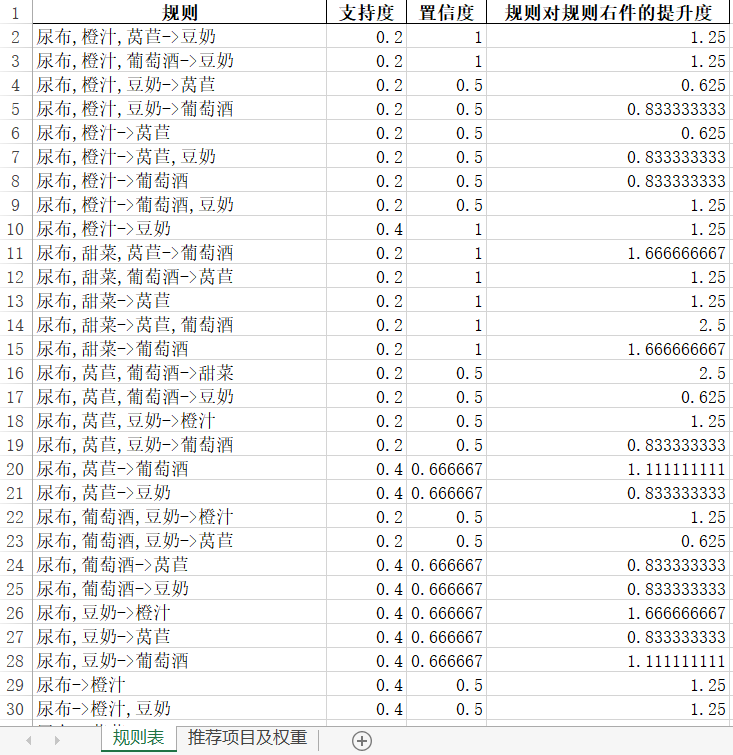 1 规则 支持度 置信度 规则对规则右件的提升度
2 尿布,橙汁,莴苣->豆奶 0.2 1 1.25
3 尿布,橙汁,葡萄酒->豆奶 0.2 1 1.25
4 尿布,橙汁,豆奶->莴苣 0.2 0.5 0.625
5 尿布,橙汁,豆奶->葡萄酒 0.2 0.5 0.833333333
6 尿布,橙汁->莴苣 0.2 0.5 0.625
7 尿布,橙汁->莴苣,豆奶 0.2 0.5 0.833333333
8 尿布,橙汁->葡萄酒 0.2 0.5 0.833333333
9 尿布,橙汁->葡萄酒,豆奶 0.2 0.5 1.25
10 尿布,橙汁->豆奶 0.4 1 1.25
11 尿布,甜菜,莴苣->葡萄酒 0.2 1 1.666666667
12 尿布,甜菜,葡萄酒->莴苣 0.2 1 1.25
13 尿布,甜菜->莴苣 0.2 1 1.25
14 尿布,甜菜->莴苣,葡萄酒 0.2 1 2.5
15 尿布,甜菜->葡萄酒 0.2 1 1.666666667
16 尿布,莴苣,葡萄酒->甜菜 0.2 0.5 2.5
17 尿布,莴苣,葡萄酒->豆奶 0.2 0.5 0.625
18 尿布,莴苣,豆奶->橙汁 0.2 0.5 1.25
19 尿布,莴苣,豆奶->葡萄酒 0.2 0.5 0.833333333
20 尿布,莴苣->葡萄酒 0.4 0.666667 1.111111111
21 尿布,莴苣->豆奶 0.4 0.666667 0.833333333
22 尿布,葡萄酒,豆奶->橙汁 0.2 0.5 1.25
23 尿布,葡萄酒,豆奶->莴苣 0.2 0.5 0.625
24 尿布,葡萄酒->莴苣 0.4 0.666667 0.833333333
25 尿布,葡萄酒->豆奶 0.4 0.666667 0.833333333
26 尿布,豆奶->橙汁 0.4 0.666667 1.666666667
27 尿布,豆奶->莴苣 0.4 0.666667 0.833333333
28 尿布,豆奶->葡萄酒 0.4 0.666667 1.111111111
29 尿布->橙汁 0.4 0.5 1.25
30 尿布->橙汁,豆奶 0.4 0.5 1.25
规则表 推荐项目及权重